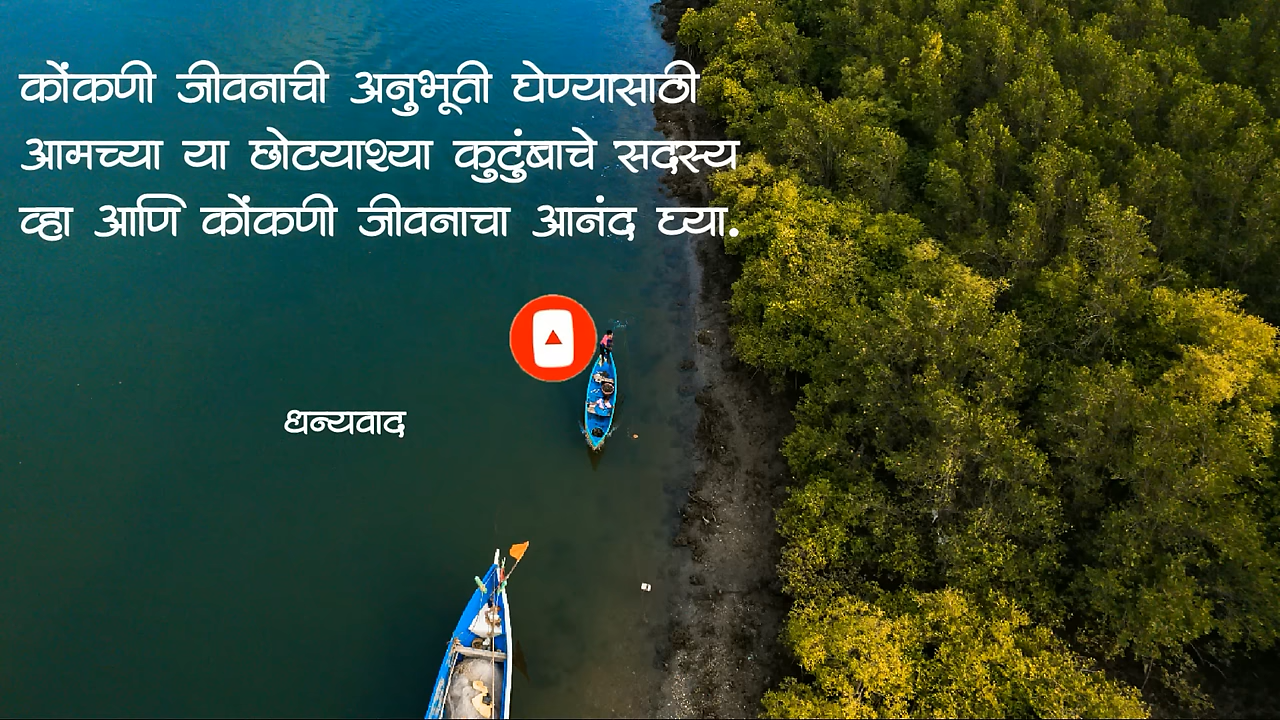 कोंकणी जीवनाची अनुभूती घेण्यासाठी
आमच्या या छोटयाश्या कुटुंबाचे सदस्य
व्हा आणि कोंकणी जीवनाचा आनंद घ्या.
धन्यवाद